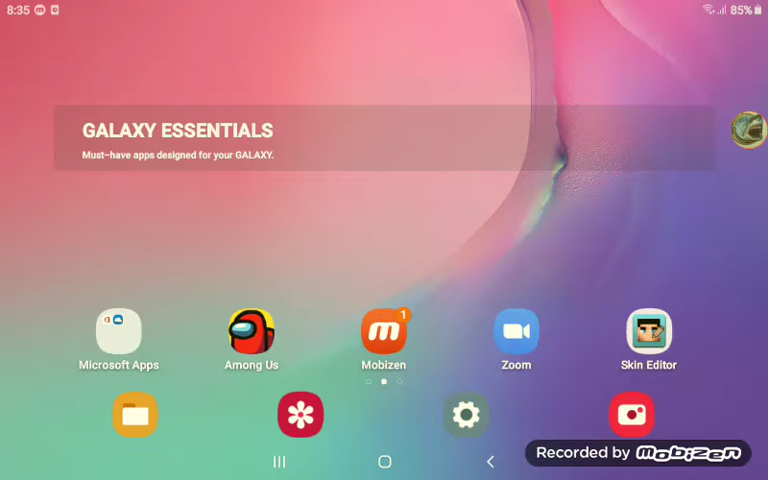 8:35
85%
GALAXY ESSENTIALS
Must-have apps designed for your GALAXY.
1
Microsoft Apps
Among Us
Mobizen
Zoom
Skin Editor
Recorded by Mobizen